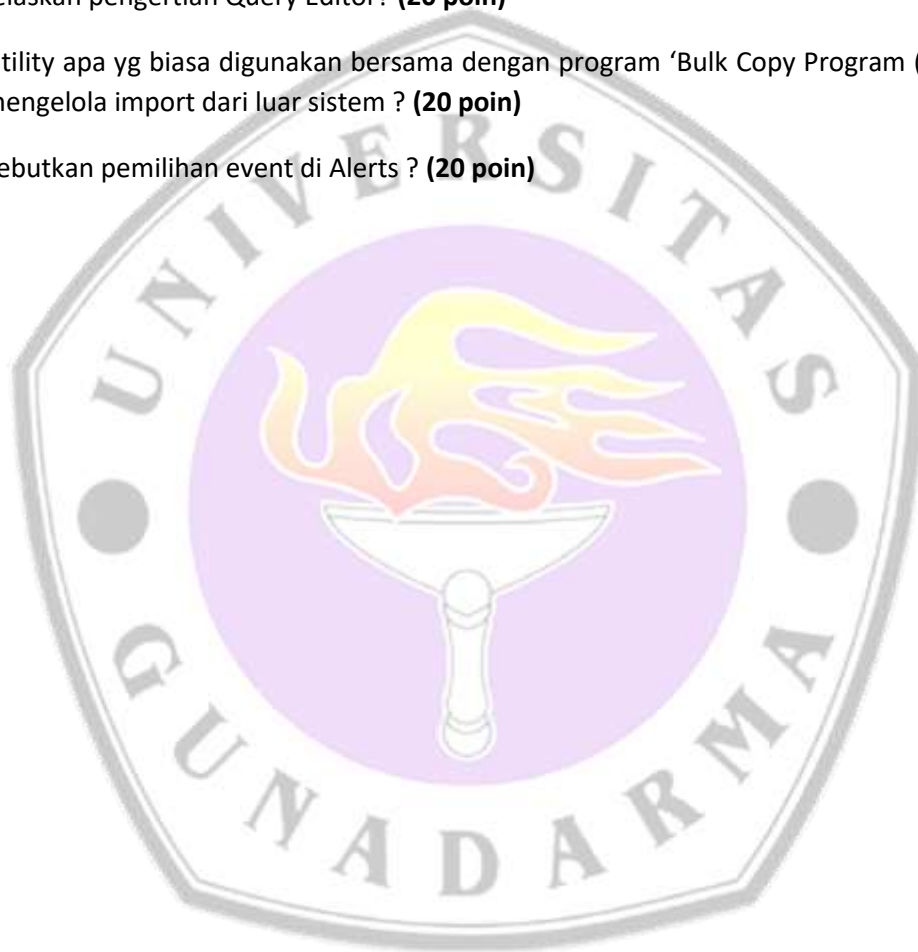 elaskan pengertian Query Editor? (20 poin)
tility apa yg biasa digunakan bersama dengan program ‘Bulk Copy Program (
mengelola import dari luar sistem ? (20 poin)
ebutkan pemilihan event di Alerts ? (20 poin)
UNIVERSITAS
GUNADARMA